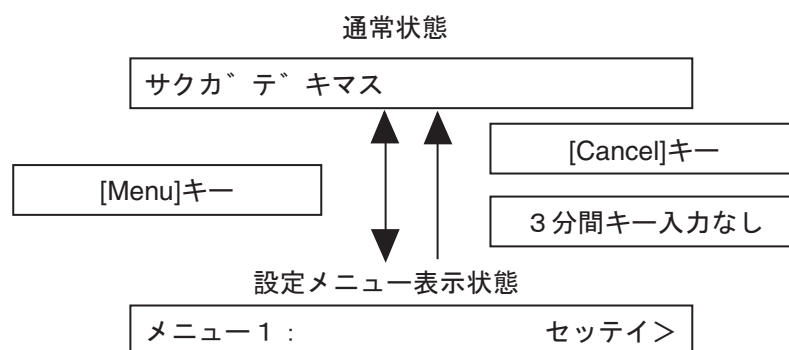 通常状態
サクカ゛テ゛キマス
[Menu]キー
[Cancel]キー
3分間キー入力なし
設定メニュー表示状態
メニュー1： セッテイ＞